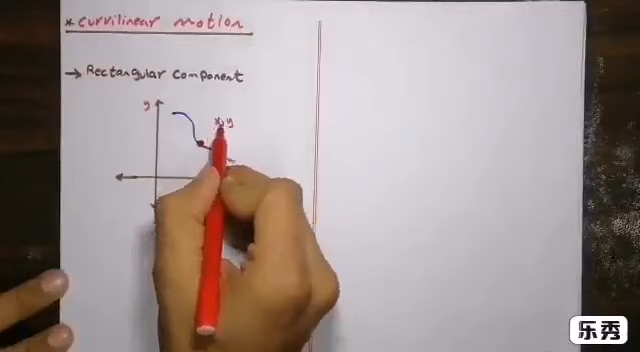 * curvilinear motion
→ Rectangular component
y
x, y
乐秀